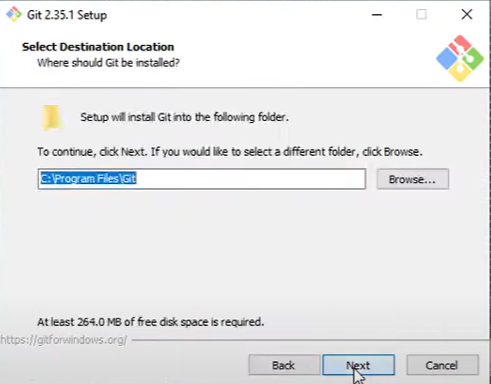 Git 2.35.1 Setup
Select Destination Location
Where should Git be installed?
Setup will install Git into the following folder.
To continue, click Next. If you would like to select a different folder, click Browse.
C:\Program Files\Git
Browse...
At least 264.0 MB of free disk space is required.
https://gitforwindows.org/
Back
Next
Cancel